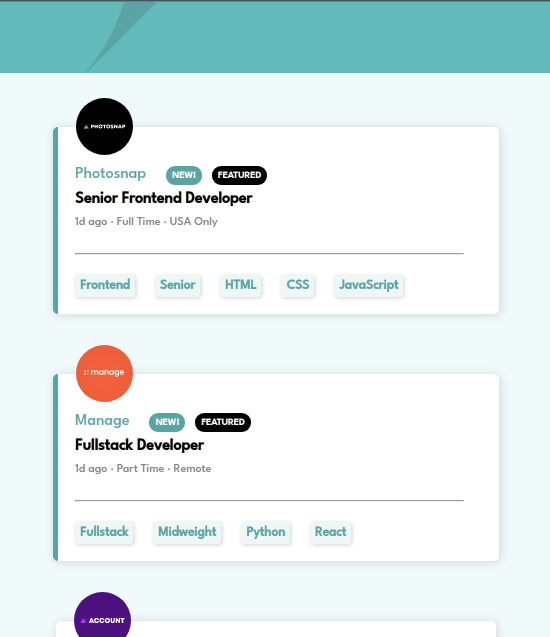 PHOTOSNAP
Photosnap NEW! FEATURED
Senior Frontend Developer
1d ago · Full Time · USA Only
Frontend Senior HTML CSS JavaScript
manage
Manage NEW! FEATURED
Fullstack Developer
1d ago · Part Time · Remote
Fullstack Midweight Python React
ACCOUNT